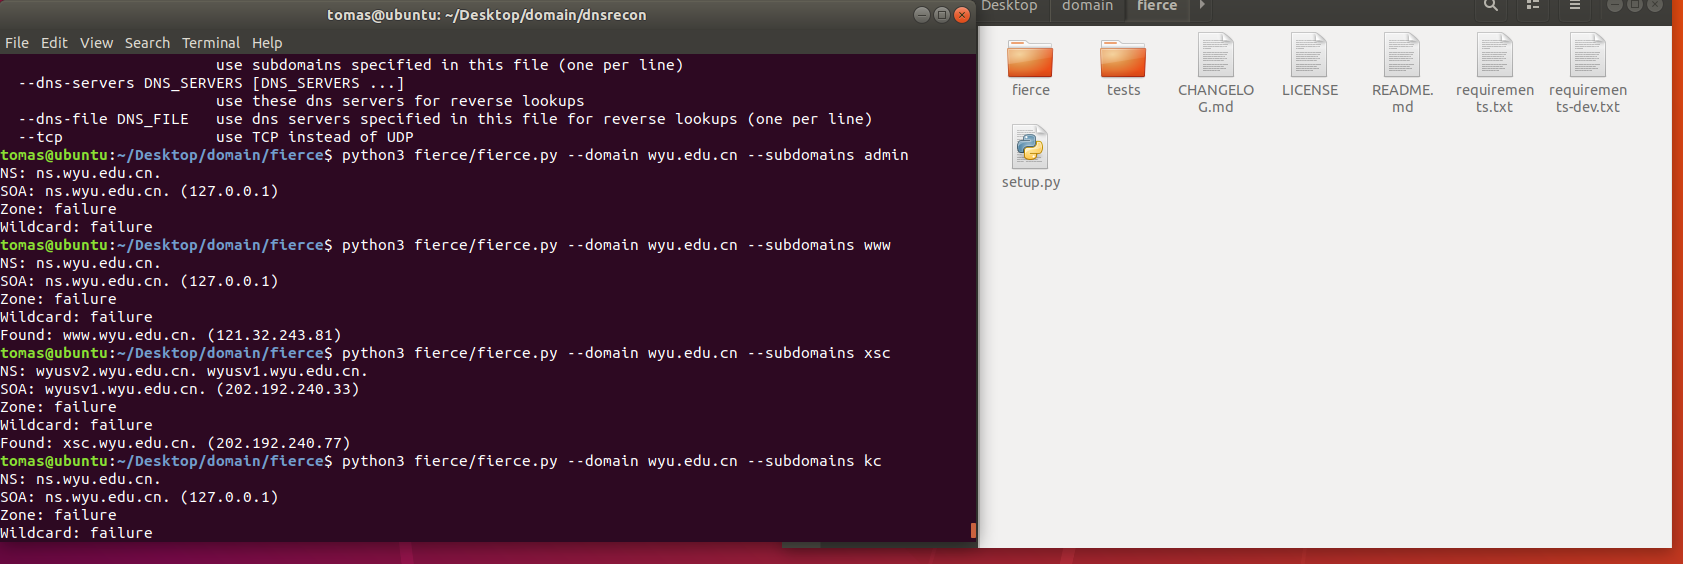 tomas@ubuntu: ~/Desktop/domain/dnsrecon
File Edit View Search Terminal Help
use subdomains specified in this file (one per line)
--dns-servers DNS_SERVERS [DNS_SERVERS ...]
use these dns servers for reverse lookups
--dns-file DNS_FILE use dns servers specified in this file for reverse lookups (one per line)
--tcp use TCP instead of UDP
tomas@ubuntu:~/Desktop/domain/fierce$ python3 fierce/fierce.py --domain wyu.edu.cn --subdomains admin
NS: ns.wyu.edu.cn.
SOA: ns.wyu.edu.cn. (127.0.0.1)
Zone: failure
Wildcard: failure
tomas@ubuntu:~/Desktop/domain/fierce$ python3 fierce/fierce.py --domain wyu.edu.cn --subdomains www
NS: ns.wyu.edu.cn.
SOA: ns.wyu.edu.cn. (127.0.0.1)
Zone: failure
Wildcard: failure
Found: www.wyu.edu.cn. (121.32.243.81)
tomas@ubuntu:~/Desktop/domain/fierce$ python3 fierce/fierce.py --domain wyu.edu.cn --subdomains xsc
NS: wyusv2.wyu.edu.cn. wyusv1.wyu.edu.cn.
SOA: wyusv1.wyu.edu.cn. (202.192.240.33)
Zone: failure
Wildcard: failure
Found: xsc.wyu.edu.cn. (202.192.240.77)
tomas@ubuntu:~/Desktop/domain/fierce$ python3 fierce/fierce.py --domain wyu.edu.cn --subdomains kc
NS: ns.wyu.edu.cn.
SOA: ns.wyu.edu.cn. (127.0.0.1)
Zone: failure
Wildcard: failure
Desktop domain fierce
fierce tests CHANGELO LICENSE README. requiremen requiremen
G.md md ts.txt ts-dev.txt
setup.py